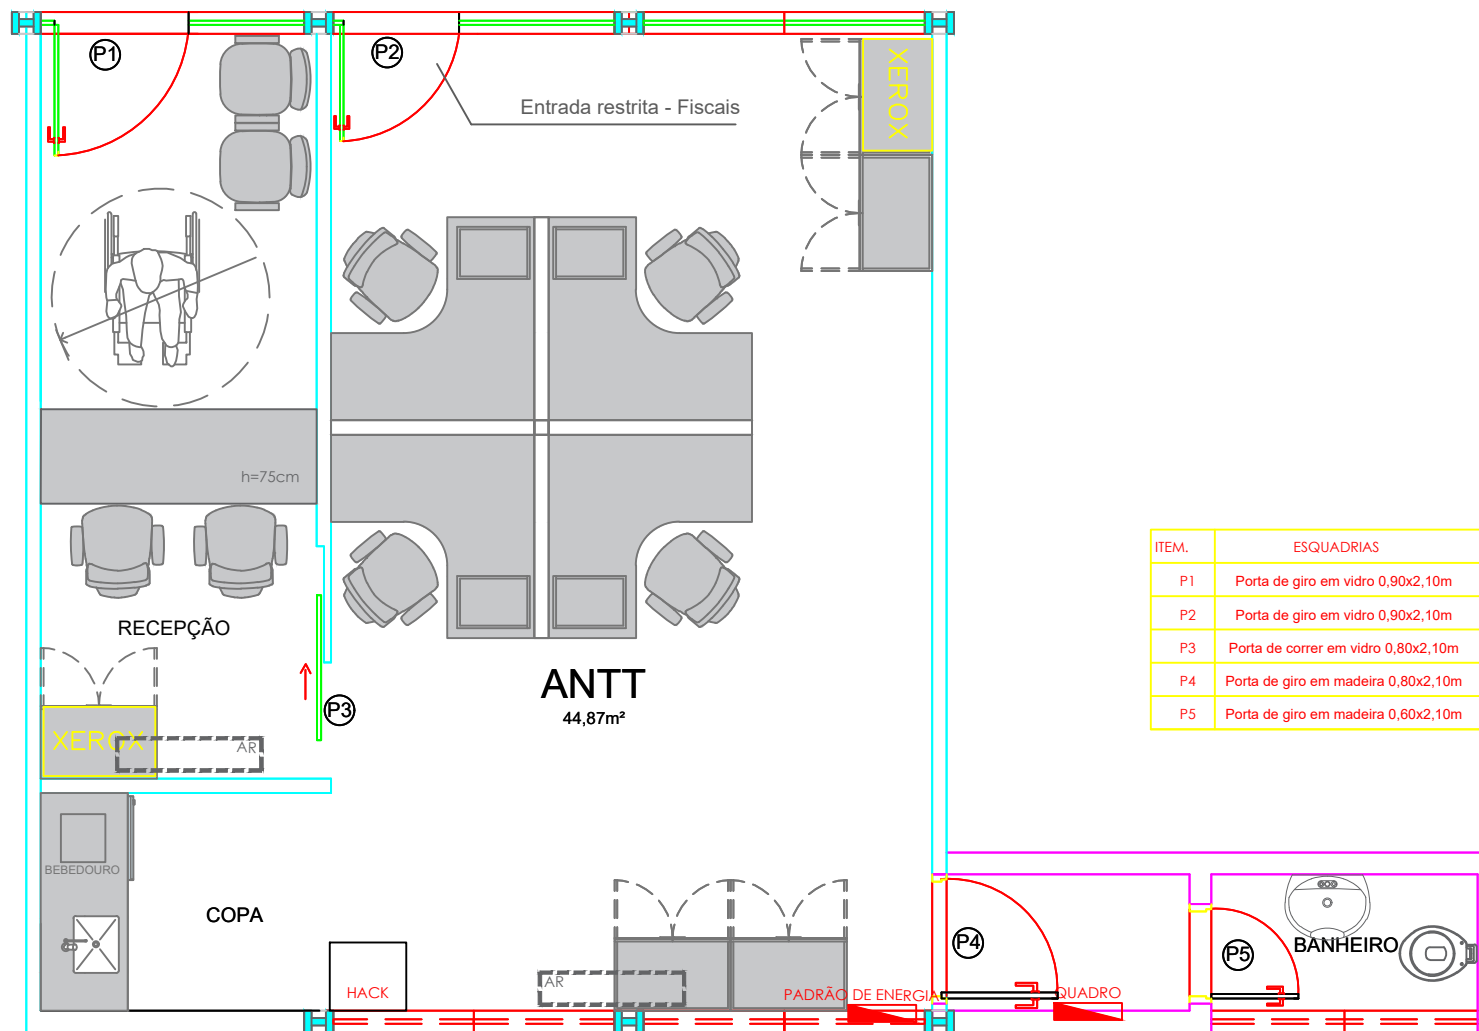 P1
P2
XEROX
Entrada restrita - Fiscais
h=75cm
ITEM.
ESQUADRIAS
P1
Porta de giro em vidro 0,90x2,10m
P2
Porta de giro em vidro 0,90x2,10m
P3
Porta de correr em vidro 0,80x2,10m
P4
Porta de giro em madeira 0,80x2,10m
P5
Porta de giro em madeira 0,60x2,10m
RECEPÇÃO
ANTT
44,87m²
P3
XEROX
AR
BEBEDOURO
COPA
P4
P5
BANHEIRO
AR
HACK
PADRÃO DE ENERGIA
QUADRO